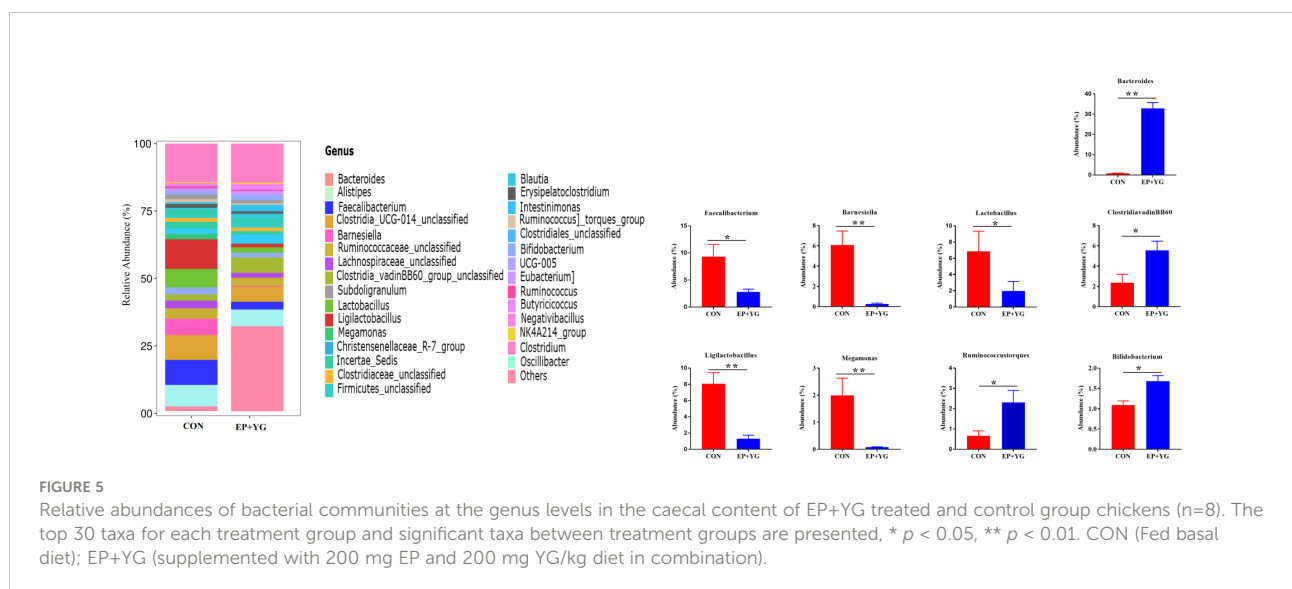 Bacteroides
**
Abundance (%)
40
30
20
10
0
CON
EP+YG
100
75
50
25
00
Relative Abundance (%)
CON
EP+YG
Genus
Bacteroides
Alistipes
Faecalibacterium
Clostridia_UCG-014_unclassified
Barnesiella
Ruminococcaceae_unclassified
Lachnospiraceae_unclassified
Clostridia_vadinBB60_group_unclassified
Subdoligranulum
Lactobacillus
Ligilactobacillus
Megamonas
Christensenellaceae_R-7_group
Incertae_Sedis
Clostridiaceae_unclassified
Firmicutes_unclassified
Blautia
Erysipelatoclostridium
Intestinimonas
Ruminococcus]_torques_group
Clostridiales_unclassified
Bifidobacterium
UCG-005
Eubacterium]
Ruminococcus
Butyricicoccus
Negativibacillus
NK4A214_group
Clostridium
Oscillibacter
Others
Faecalibacterium
*
Abundance (%)
15
10
5
0
CON
EP+YG
Barnesiella
**
Abundance (%)
8
6
4
2
0
CON
EP+YG
Lactobacillus
*
Abundance (%)
10
8
6
4
2
0
CON
EP+YG
ClostridiavadinBB60
*
Abundance (%)
8
6
4
2
0
CON
EP+YG
Ligilactobacillus
**
Abundance (%)
10
8
6
4
2
0
CON
EP+YG
Megamonas
**
Abundance (%)
3
2
1
0
CON
EP+YG
Ruminococcustorques
*
Abundance (%)
4
3
2
1
0
CON
EP+YG
Bifidobacterium
*
Abundance (%)
2.0
1.5
1.0
0.5
0.0
CON
EP+YG
FIGURE 5
Relative abundances of bacterial communities at the genus levels in the caecal content of EP+YG treated and control group chickens (n=8). The
top 30 taxa for each treatment group and significant taxa between treatment groups are presented, * p < 0.05, ** p < 0.01. CON (Fed basal
diet); EP+YG (supplemented with 200 mg EP and 200 mg YG/kg diet in combination).